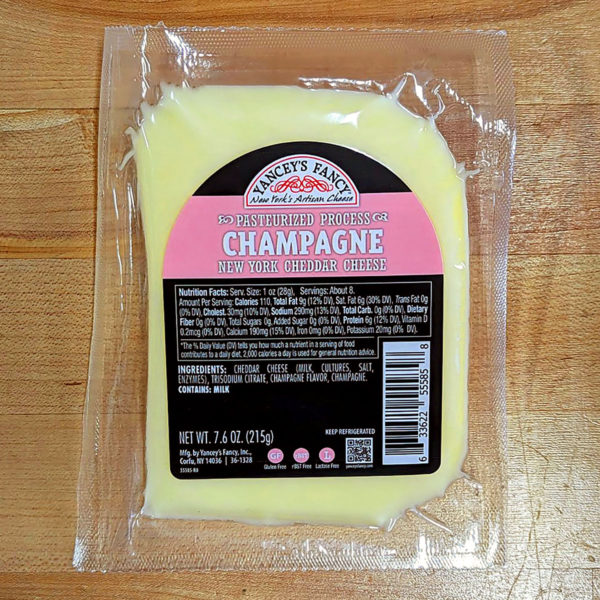 YANCEY'S FANCY
New York's Artisan Cheese
PASTEURIZED PROCESS
CHAMPAGNE
NEW YORK CHEDDAR CHEESE
Nutrition Facts: Serv. Size: 1 oz (28g), Servings: About 8.
Amount Per Serving: Calories 110, Total Fat 9g (12% DV), Sat. Fat 6g (30% DV), Trans Fat 0g
(0% DV), Cholest. 30mg (10% DV), Sodium 290mg (13% DV), Total Carb. 0g (0% DV), Dietary
Fiber 0g (0% DV), Total Sugars 0g, Added Sugar 0g (0% DV), Protein 6g (12% DV), Vitamin D
0.2mcg (0% DV), Calcium 190mg (15% DV), Iron 0mg (0% DV), Potassium 20mg (0% DV).
*The % Daily Value (DV) tells you how much a nutrient in a serving of food
contributes to a daily diet. 2,000 calories a day is used for general nutrition advice.
INGREDIENTS: CHEDDAR CHEESE (MILK, CULTURES, SALT,
ENZYMES), TRISODIUM CITRATE, CHAMPAGNE FLAVOR, CHAMPAGNE.
CONTAINS: MILK
6 33622 55585 8
NET WT. 7.6 OZ. (215g)
KEEP REFRIGERATED
Mfg. by Yancey's Fancy, Inc.
Corfu, NY 14036 | 36-1328
55585-R8
GF
Gluten Free
rBST
rBST Free
L
Lactose Free
yanceysfancy.com